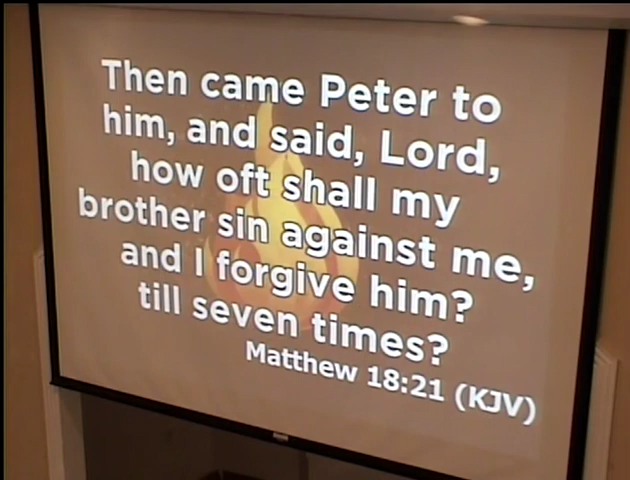 Then came Peter to
him, and said, Lord,
how oft shall my
brother sin against me,
and I forgive him?
till seven times?
Matthew 18:21 (KJV)